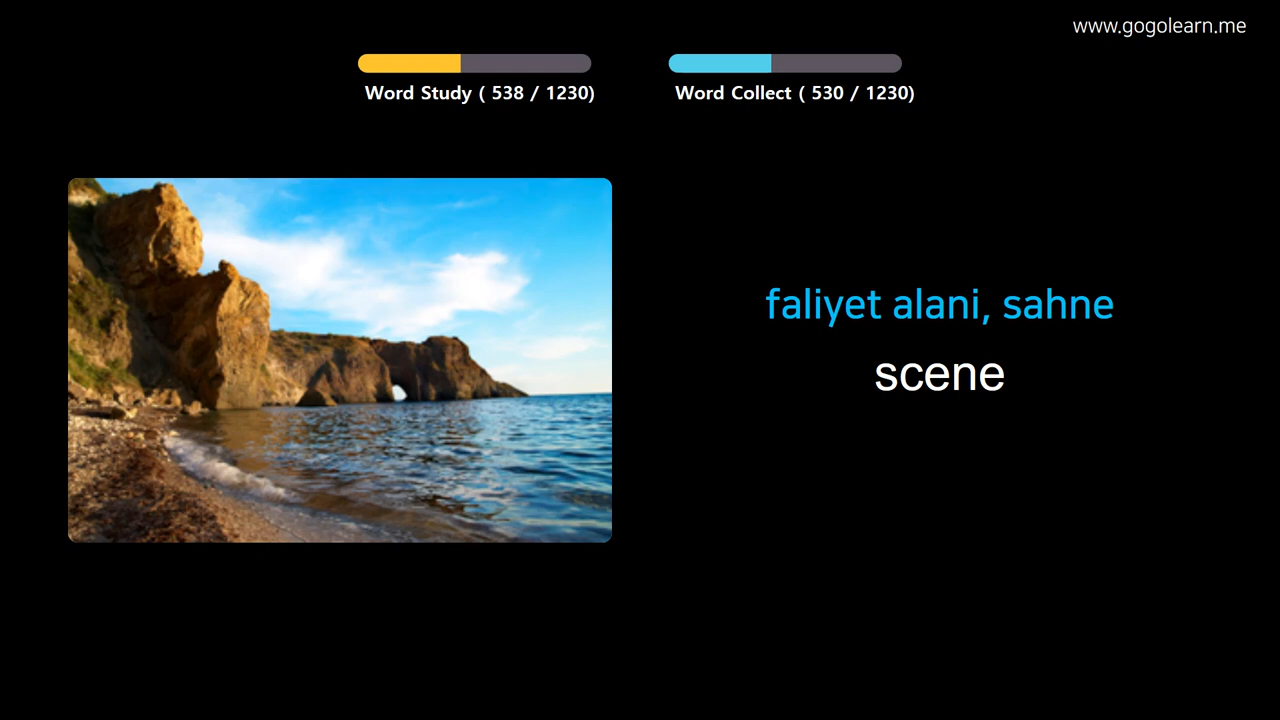 www.gogolearn.me
Word Study ( 538 / 1230)
Word Collect ( 530 / 1230)
faliyet alani, sahne
scene